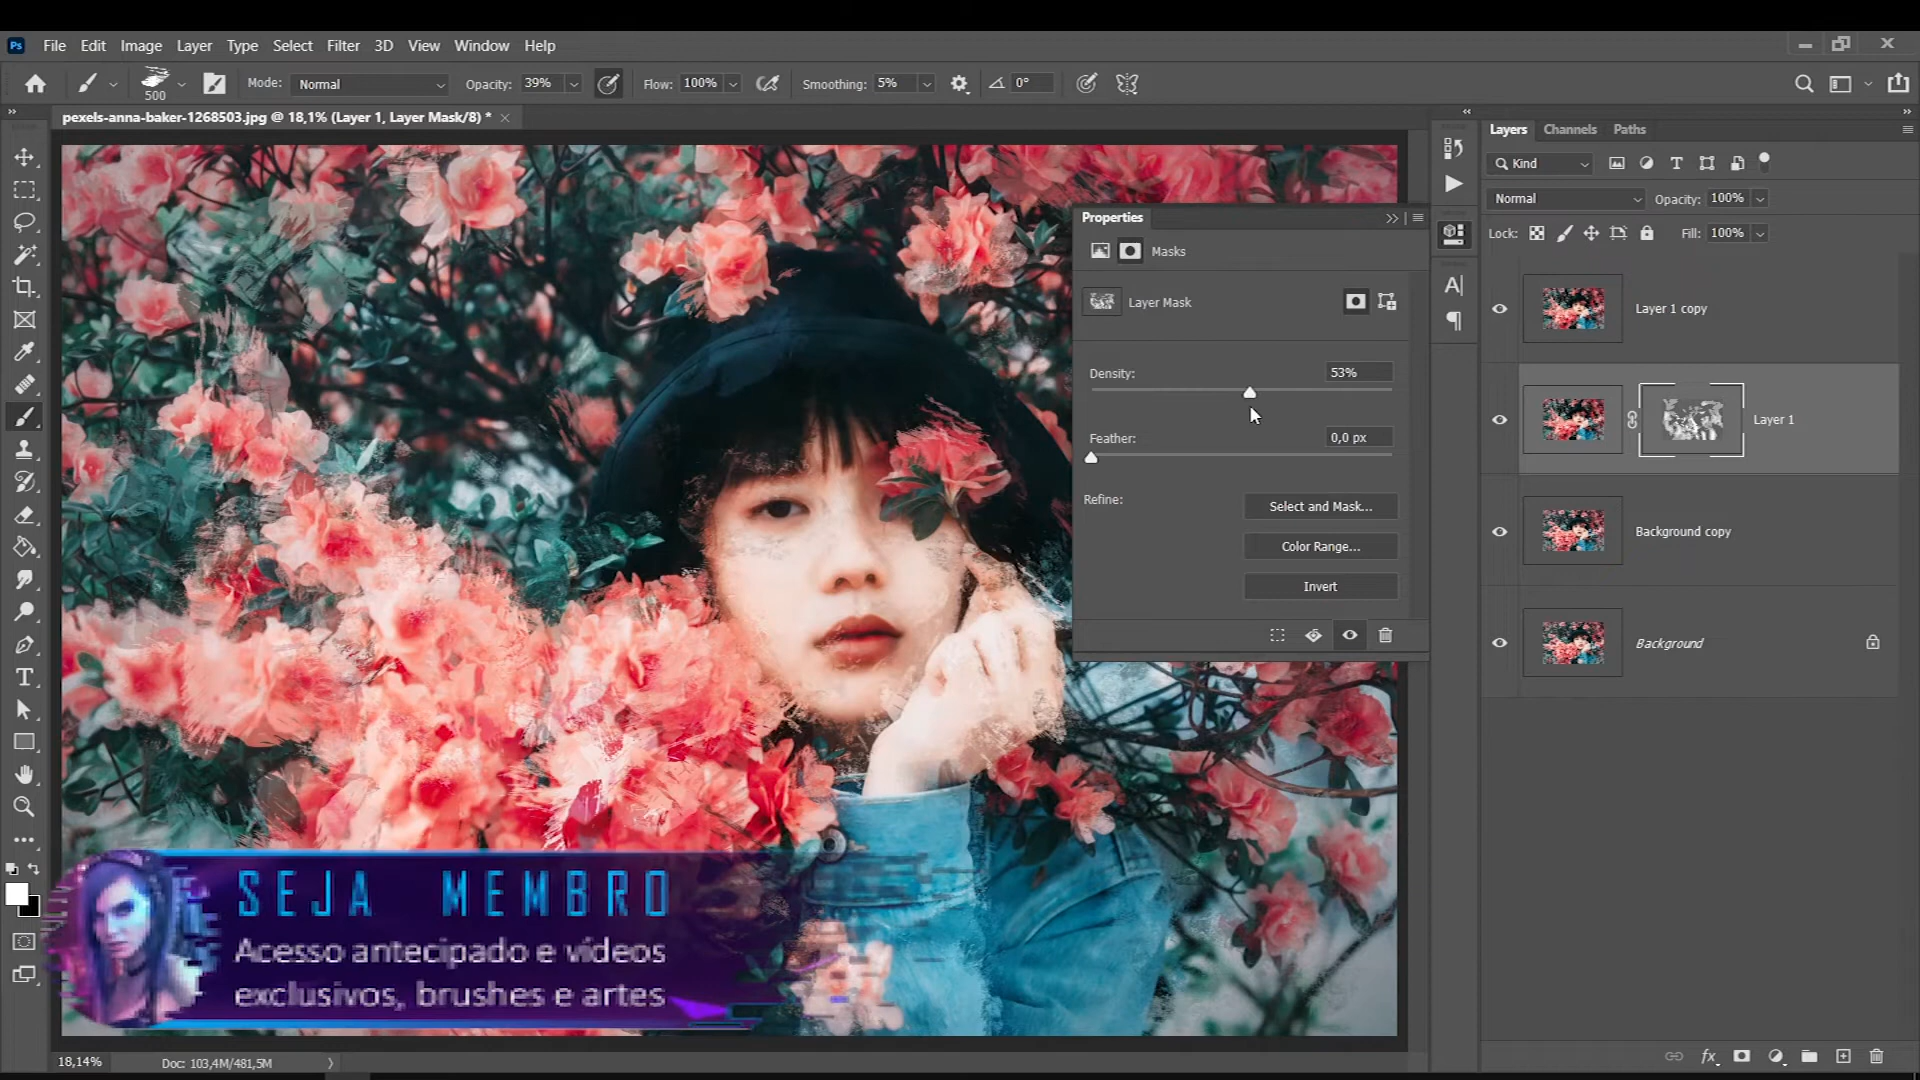 Ps File Edit Image Layer Type Select Filter 3D View Window Help
500 Mode: Normal Opacity: 39% Flow: 100% Smoothing: 5% 0°
pexels-anna-baker-1268503.jpg @ 18,1% (Layer 1, Layer Mask/8) *
Layers Channels Paths
Kind
Normal Opacity: 100%
Lock: Fill: 100%
Layer 1 copy
Layer 1
Background copy
Background
Properties
Masks
Layer Mask
Density: 53%
Feather: 0,0 px
Refine: Select and Mask...
Color Range...
Invert
SEJA MEMBRO
Acesso antecipado e vídeos
exclusivos, brushes e artes
18,14% Doc: 103,4M/481,5M
fx